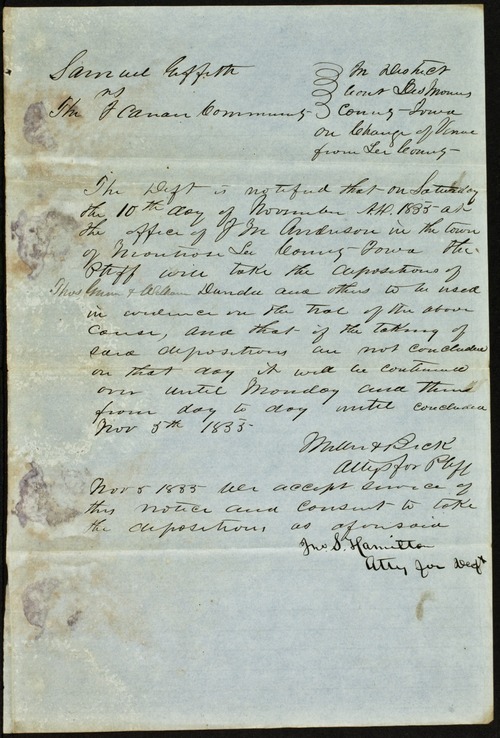 Samuel Griffith
vs
The Icarian Community
In District
Court Des Moines
County Iowa
on Change of Venue
from Lee County
The Deft is notified that on Saturday
the 10th day of November AD. 1855 at
the office of J M Anderson in the town
of Montrose Lee County Iowa the
Ptff will take the depositions of
Thos & William Dundee and others to be used
in evidence on the trial of the above
cause, and that if the taking of
said depositions are not concluded
on that day it will be continued
over until Monday and thence
from day to day until concluded
Nov 5th 1855
Miller & Beck
Attys for Ptff
Nov 5 1855 We accept service of
this notice and consent to take
the depositions as aforesaid
Jno S. Hamilton
Atty for Deft